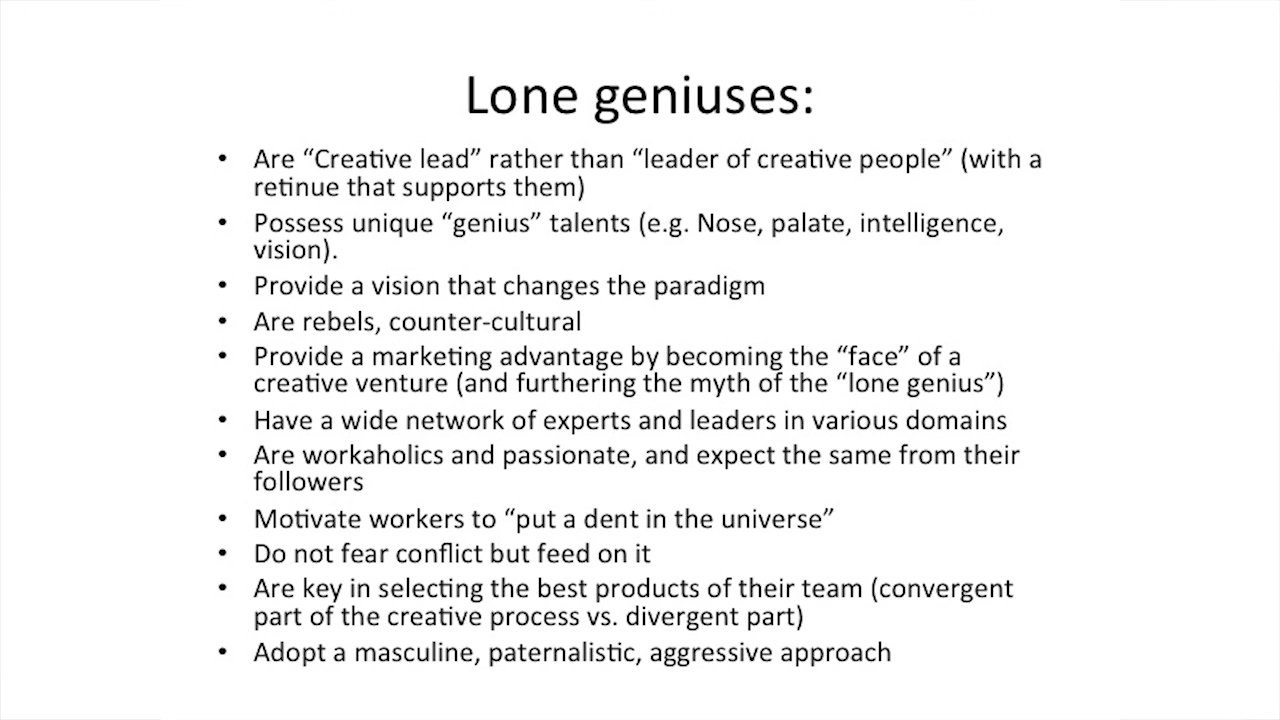 Lone geniuses:
• Are “Creative lead” rather than “leader of creative people” (with a
retinue that supports them)
• Possess unique “genius” talents (e.g. Nose, palate, intelligence,
vision).
• Provide a vision that changes the paradigm
• Are rebels, counter-cultural
• Provide a marketing advantage by becoming the “face” of a
creative venture (and furthering the myth of the “lone genius”)
• Have a wide network of experts and leaders in various domains
• Are workaholics and passionate, and expect the same from their
followers
• Motivate workers to “put a dent in the universe”
• Do not fear conflict but feed on it
• Are key in selecting the best products of their team (convergent
part of the creative process vs. divergent part)
• Adopt a masculine, paternalistic, aggressive approach